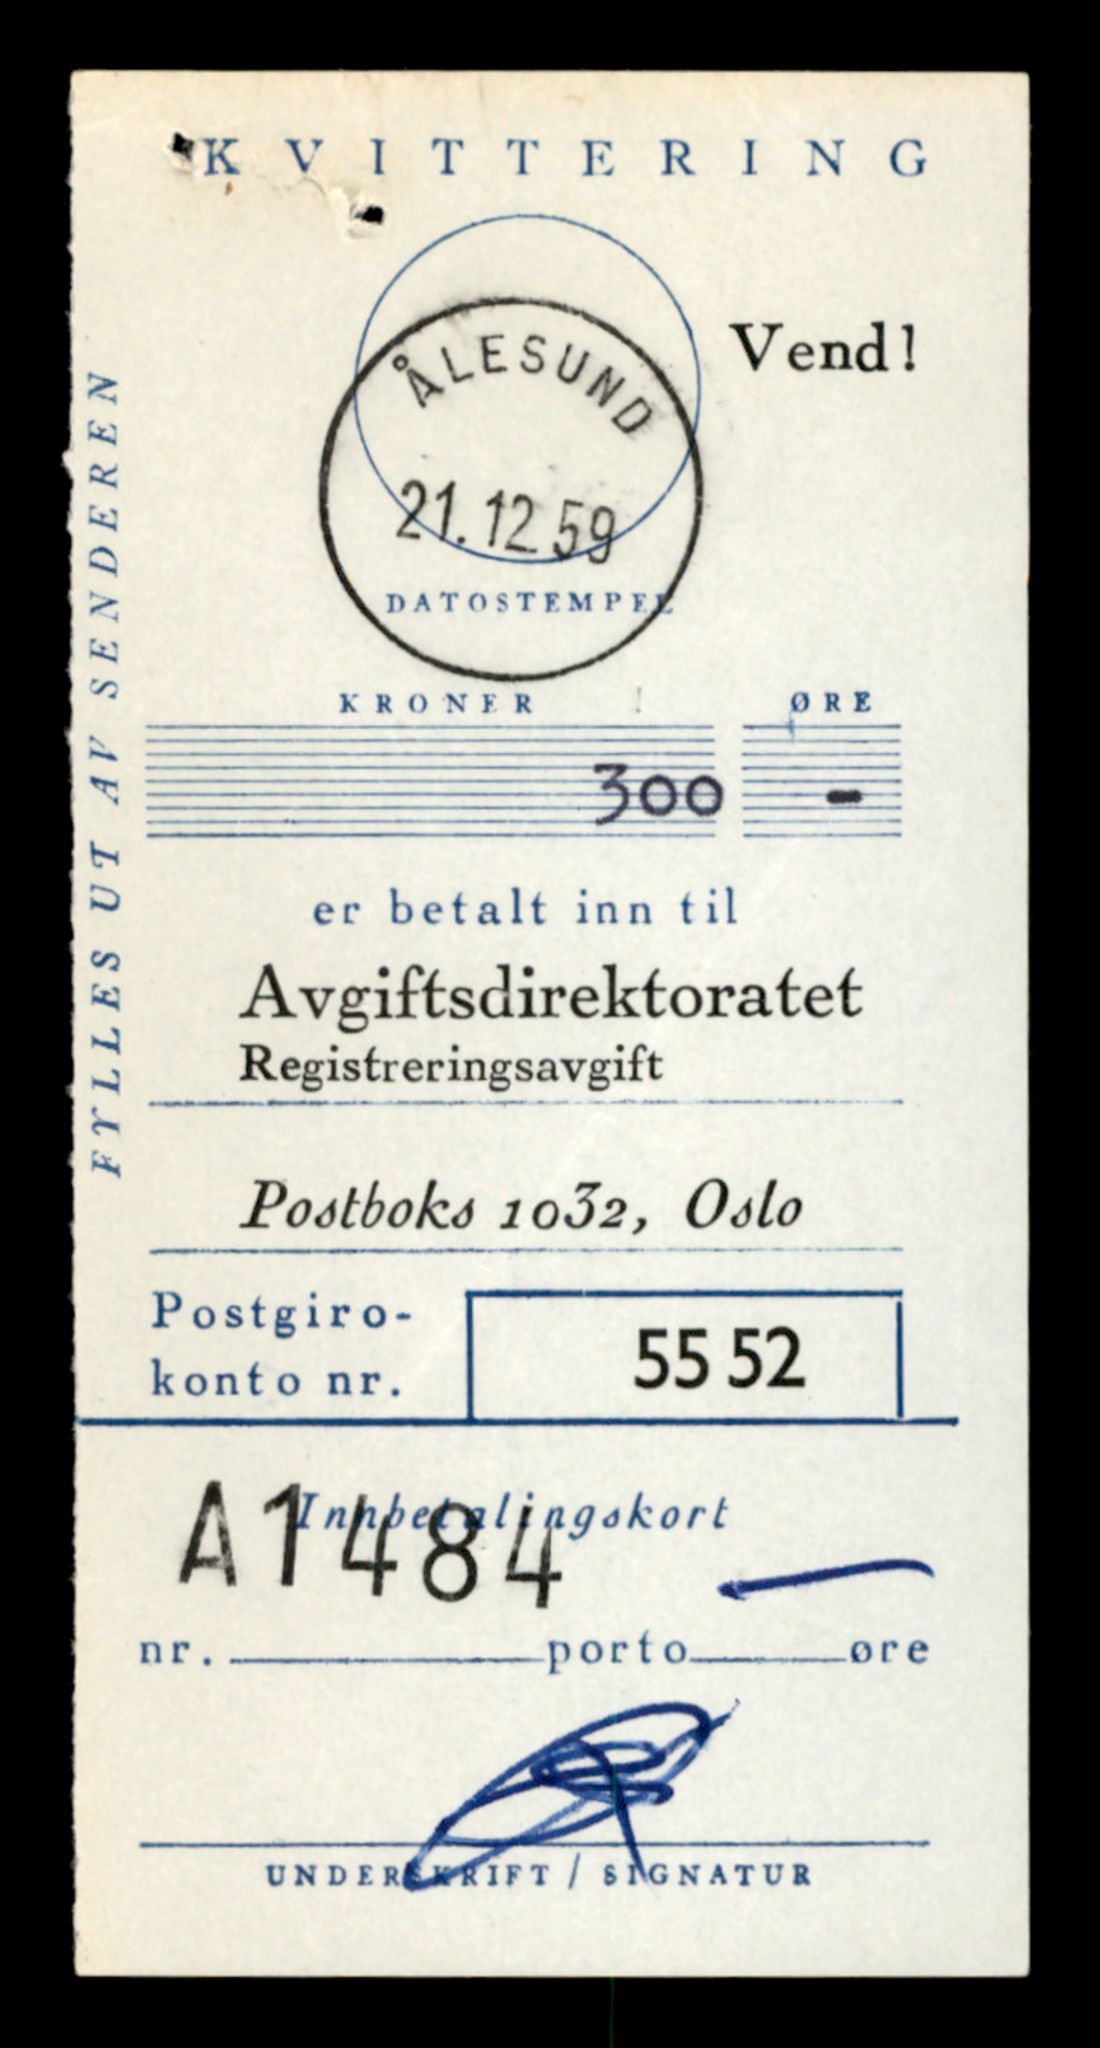 KVITTERING
Vend!
ÅLESUND
21.12 59
DATOSTEMPEL
KRONER ØRE
300 -
er betalt inn til
Avgiftsdirektoratet
Registreringsavgift
Postboks 1032, Oslo
Postgiro-
konto nr.
55 52
Innbetalingskort
A1484
nr. porto øre
UNDERSKRIFT / SIGNATUR
FYLLES UT AV SENDEREN